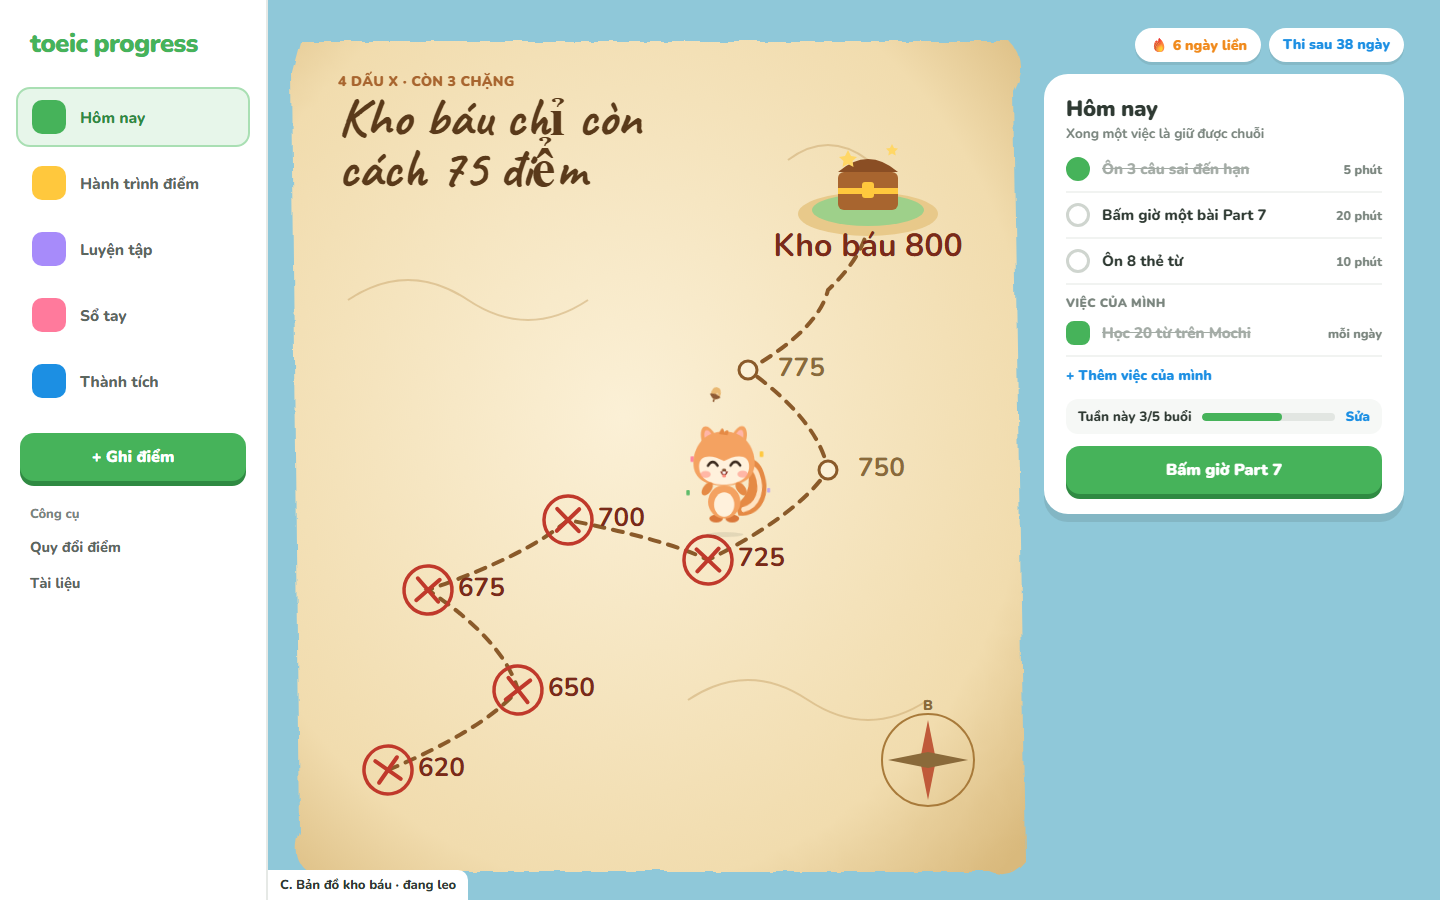 toeic progress
Hôm nay
Hành trình điểm
Luyện tập
Sổ tay
Thành tích
+ Ghi điểm
Công cụ
Quy đổi điểm
Tài liệu
4 DẤU X · CÒN 3 CHẶNG
Kho báu chỉ còn
cách 75 điểm
Kho báu 800
775
750
700
725
675
650
620
B
C. Bản đồ kho báu · đang leo
6 ngày liền
Thi sau 38 ngày
Hôm nay
Xong một việc là giữ được chuỗi
Ôn 3 câu sai đến hạn 5 phút
Bấm giờ một bài Part 7 20 phút
Ôn 8 thẻ từ 10 phút
VIỆC CỦA MÌNH
Học 20 từ trên Mochi mỗi ngày
+ Thêm việc của mình
Tuần này 3/5 buổi Sửa
Bấm giờ Part 7